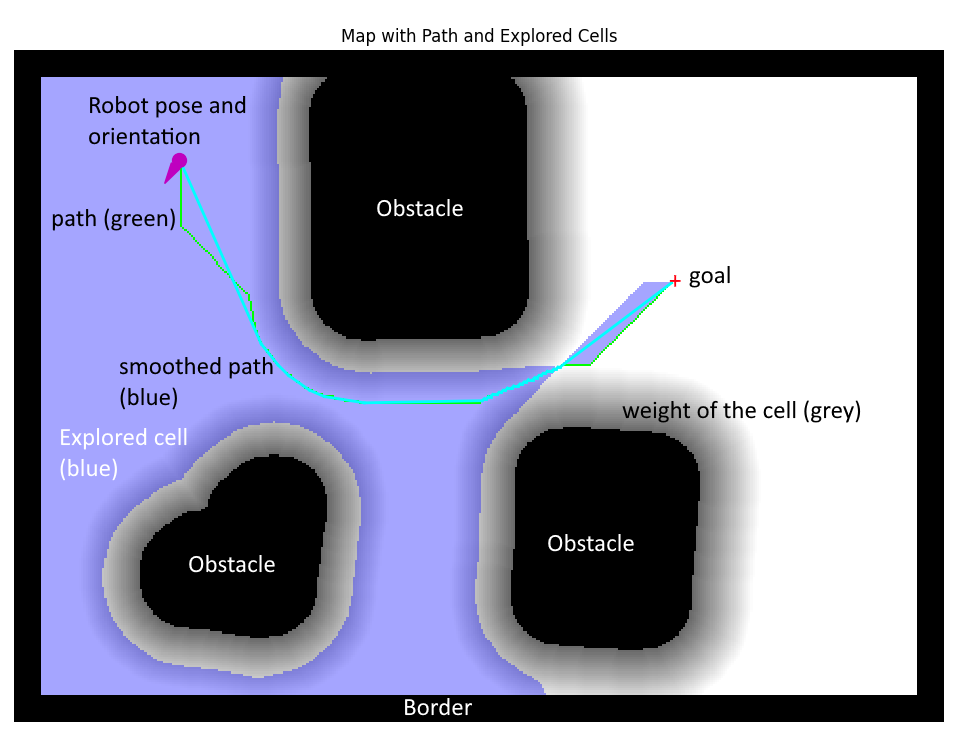 Map with Path and Explored Cells
Robot pose and
orientation
Obstacle
path (green)
goal
smoothed path
(blue)
weight of the cell (grey)
Explored cell
(blue)
Obstacle
Obstacle
Border